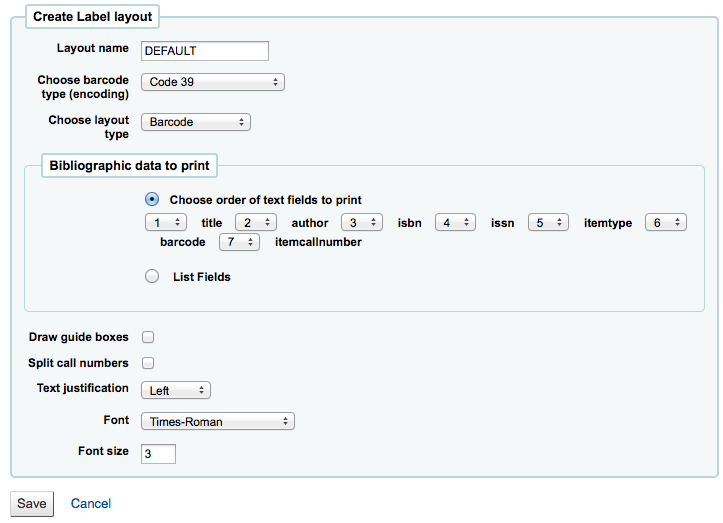 Create Label layout
Layout name DEFAULT
Choose barcode
type (encoding) Code 39
Choose layout
type Barcode
Bibliographic data to print
Choose order of text fields to print
1 title 2 author 3 isbn 4 issn 5 itemtype 6
barcode 7 itemcallnumber
List Fields
Draw guide boxes
Split call numbers
Text justification Left
Font Times-Roman
Font size 3
Save Cancel